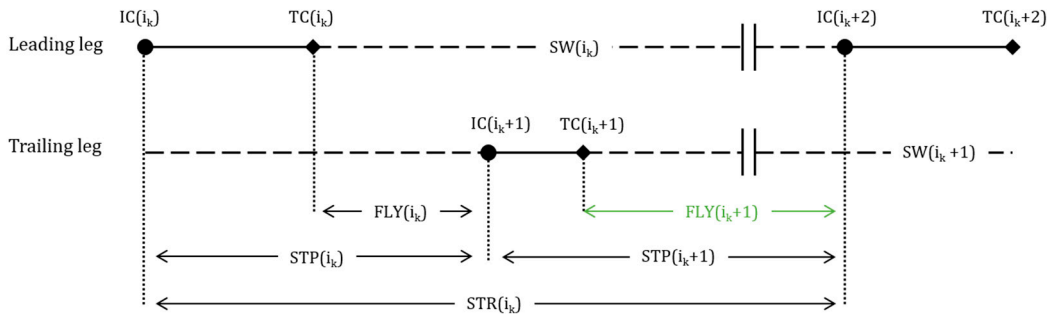 IC(iₖ) TC(iₖ) IC(iₖ+2) TC(iₖ+2)
Leading leg SW(iₖ)
IC(iₖ+1) TC(iₖ+1)
Trailing leg SW(iₖ +1)
FLY(iₖ) FLY(iₖ+1)
STP(iₖ) STP(iₖ+1)
STR(iₖ)